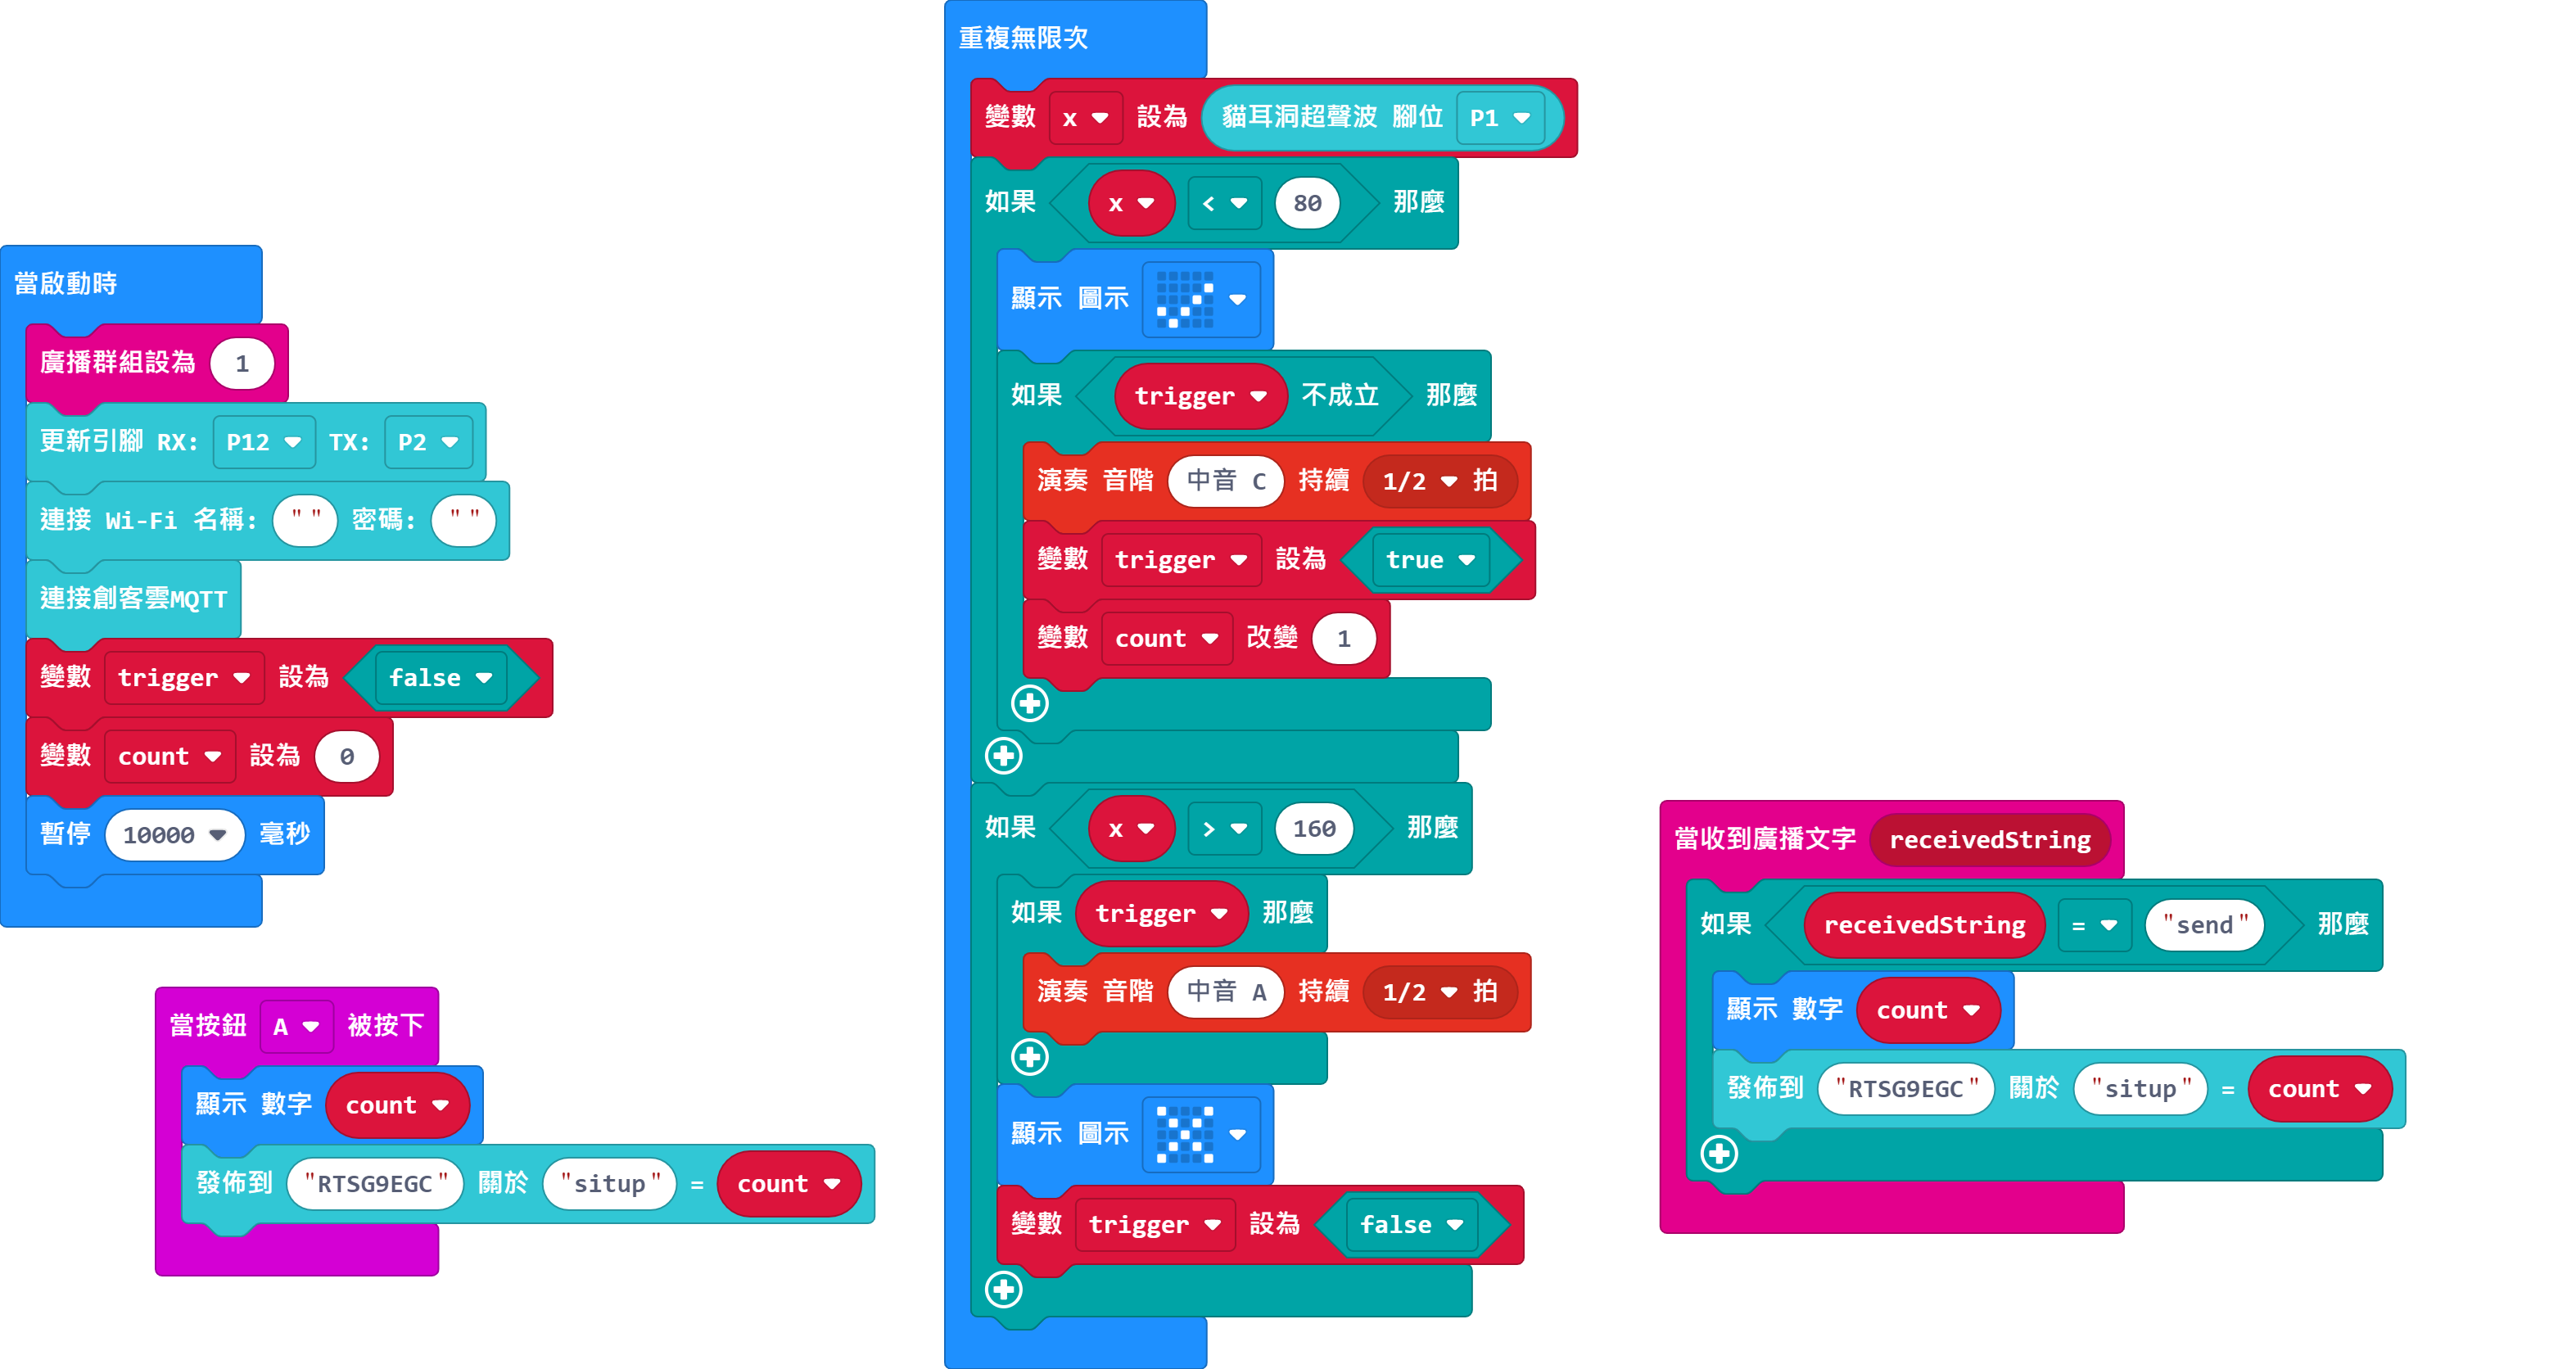 當啟動時
廣播群組設為 1
更新引腳 RX: P12 TX: P2
連接 Wi-Fi 名稱: "" 密碼: ""
連接創客雲MQTT
變數 trigger 設為 false
變數 count 設為 0
暫停 10000 毫秒
當按鈕 A 被按下
顯示 數字 count
發佈到 "RTSG9EGC" 關於 "situp" = count
重複無限次
變數 x 設為 貓耳洞超聲波 腳位 P1
如果 x < 80 那麼
顯示 圖示
如果 trigger 不成立 那麼
演奏 音階 中音 C 持續 1/2 拍
變數 trigger 設為 true
變數 count 改變 1
如果 x > 160 那麼
如果 trigger 那麼
演奏 音階 中音 A 持續 1/2 拍
顯示 圖示
變數 trigger 設為 false
當收到廣播文字 receivedString
如果 receivedString = "send" 那麼
顯示 數字 count
發佈到 "RTSG9EGC" 關於 "situp" = count